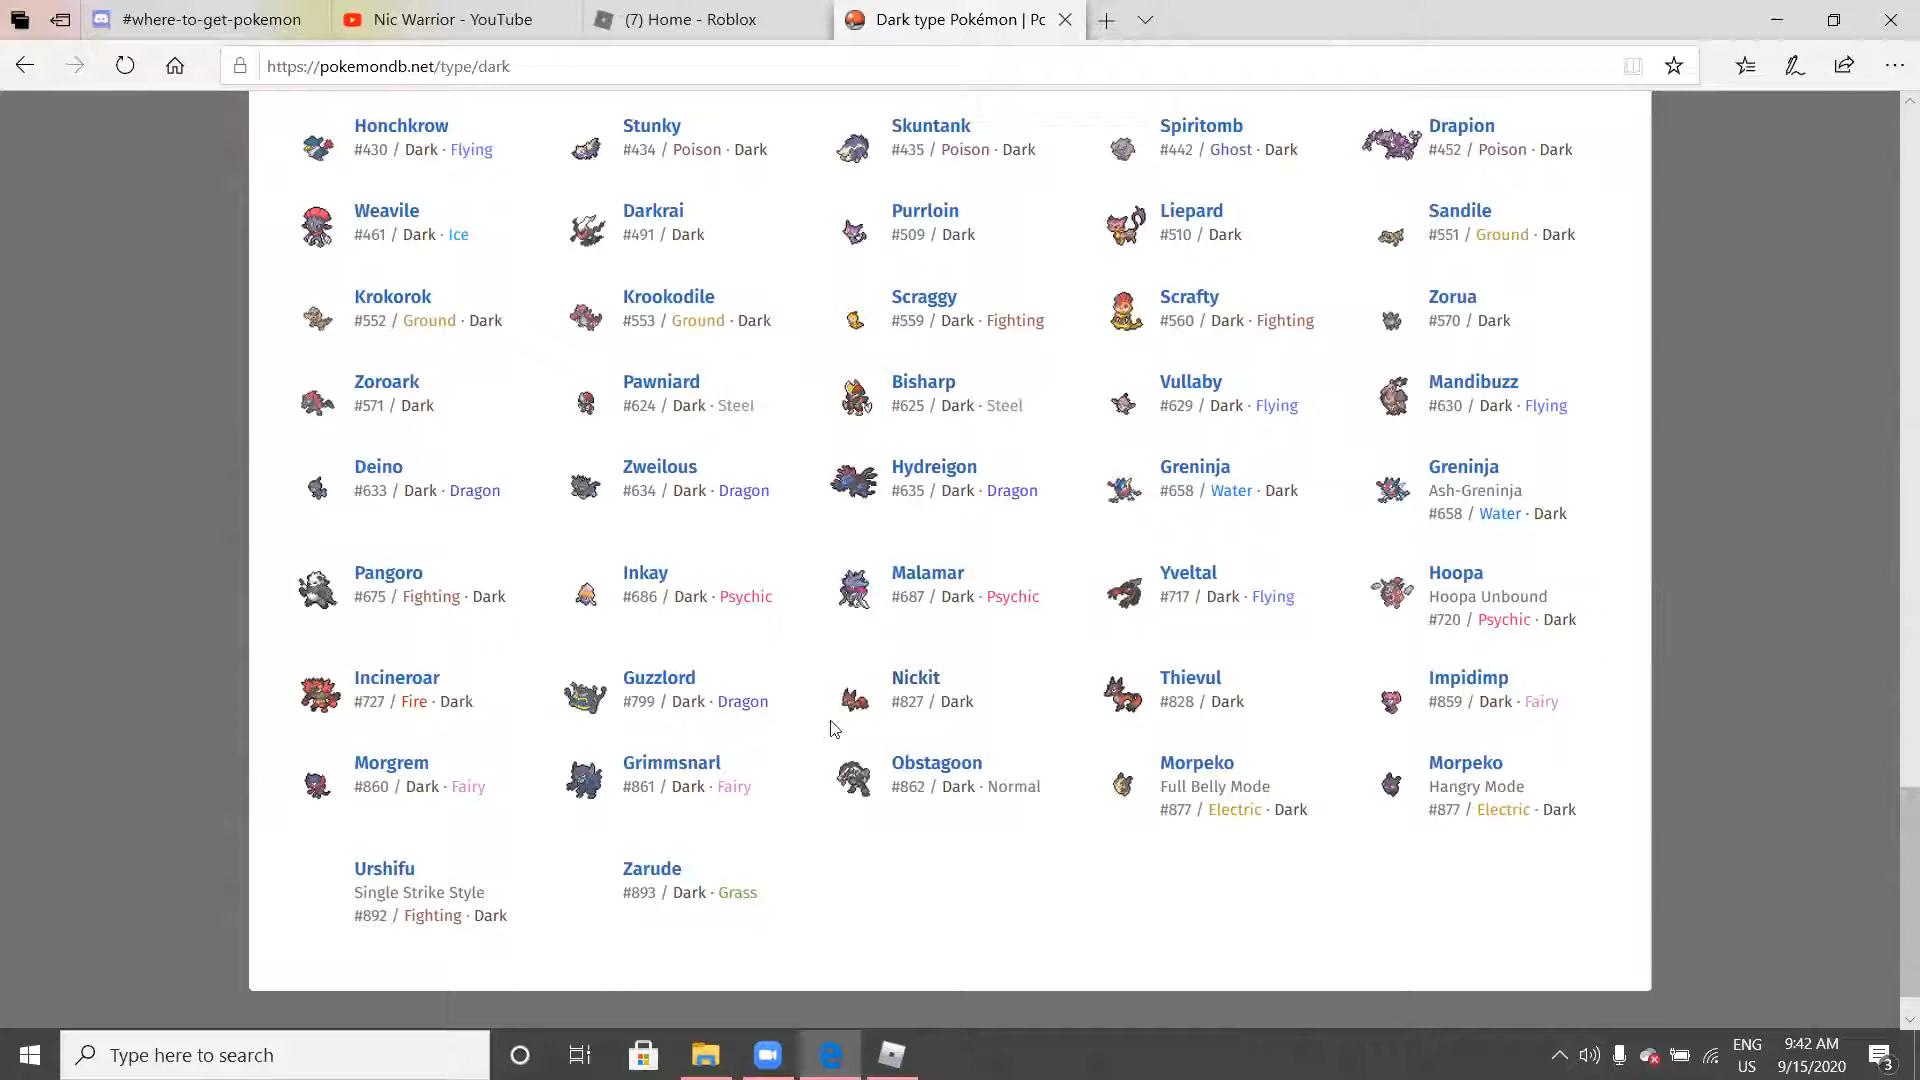 #where-to-get-pokemon
Nic Warrior - YouTube
(7) Home - Roblox
Dark type Pokémon | Pc
https://pokemondb.net/type/dark
Honchkrow
#430 / Dark · Flying
Stunky
#434 / Poison · Dark
Skuntank
#435 / Poison · Dark
Spiritomb
#442 / Ghost · Dark
Drapion
#452 / Poison · Dark
Weavile
#461 / Dark · Ice
Darkrai
#491 / Dark
Purrloin
#509 / Dark
Liepard
#510 / Dark
Sandile
#551 / Ground · Dark
Krokorok
#552 / Ground · Dark
Krookodile
#553 / Ground · Dark
Scraggy
#559 / Dark · Fighting
Scrafty
#560 / Dark · Fighting
Zorua
#570 / Dark
Zoroark
#571 / Dark
Pawniard
#624 / Dark · Steel
Bisharp
#625 / Dark · Steel
Vullaby
#629 / Dark · Flying
Mandibuzz
#630 / Dark · Flying
Deino
#633 / Dark · Dragon
Zweilous
#634 / Dark · Dragon
Hydreigon
#635 / Dark · Dragon
Greninja
#658 / Water · Dark
Greninja
Ash-Greninja
#658 / Water · Dark
Pangoro
#675 / Fighting · Dark
Inkay
#686 / Dark · Psychic
Malamar
#687 / Dark · Psychic
Yveltal
#717 / Dark · Flying
Hoopa
Hoopa Unbound
#720 / Psychic · Dark
Incineroar
#727 / Fire · Dark
Guzzlord
#799 / Dark · Dragon
Nickit
#827 / Dark
Thievul
#828 / Dark
Impidimp
#859 / Dark · Fairy
Morgrem
#860 / Dark · Fairy
Grimmsnarl
#861 / Dark · Fairy
Obstagoon
#862 / Dark · Normal
Morpeko
Full Belly Mode
#877 / Electric · Dark
Morpeko
Hangry Mode
#877 / Electric · Dark
Urshifu
Single Strike Style
#892 / Fighting · Dark
Zarude
#893 / Dark · Grass
Type here to search
ENG
US
9:42 AM
9/15/2020
3